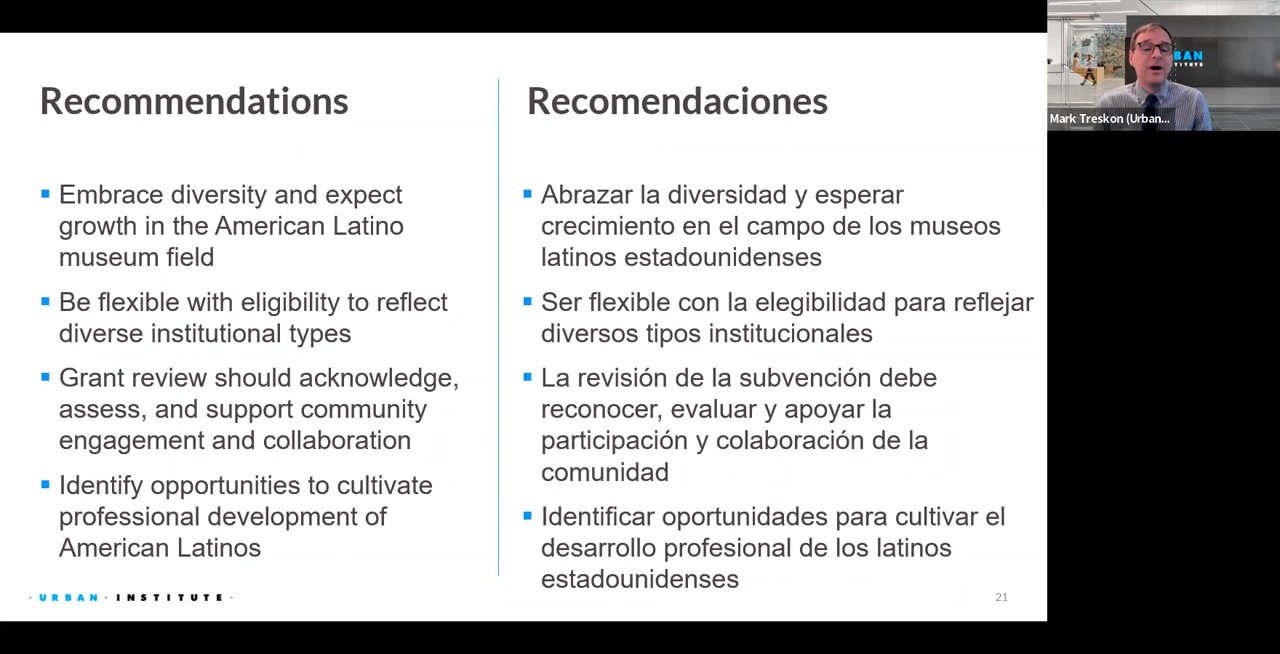 Recommendations
Embrace diversity and expect
growth in the American Latino
museum field
Be flexible with eligibility to reflect
diverse institutional types
Grant review should acknowledge,
assess, and support community
engagement and collaboration
Identify opportunities to cultivate
professional development of
American Latinos
Recomendaciones
Abrazar la diversidad y esperar
crecimiento en el campo de los museos
latinos estadounidenses
Ser flexible con la elegibilidad para reflejar
diversos tipos institucionales
La revisión de la subvención debe
reconocer, evaluar y apoyar la
participación y colaboración de la
comunidad
Identificar oportunidades para cultivar el
desarrollo profesional de los latinos
estadounidenses
· URBAN · INSTITUTE ·
21
BAN
TITUTE
Mark Treskon (Urban...